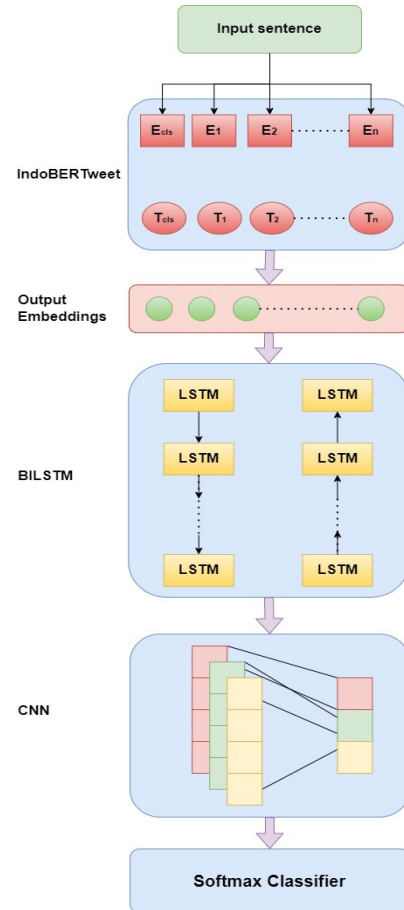 Input sentence
Ecls E1 E2 En
IndoBERTweet
Tcls T1 T2 Tn
Output
Embeddings
LSTM LSTM
BILSTM
LSTM LSTM
LSTM LSTM
CNN
Softmax Classifier